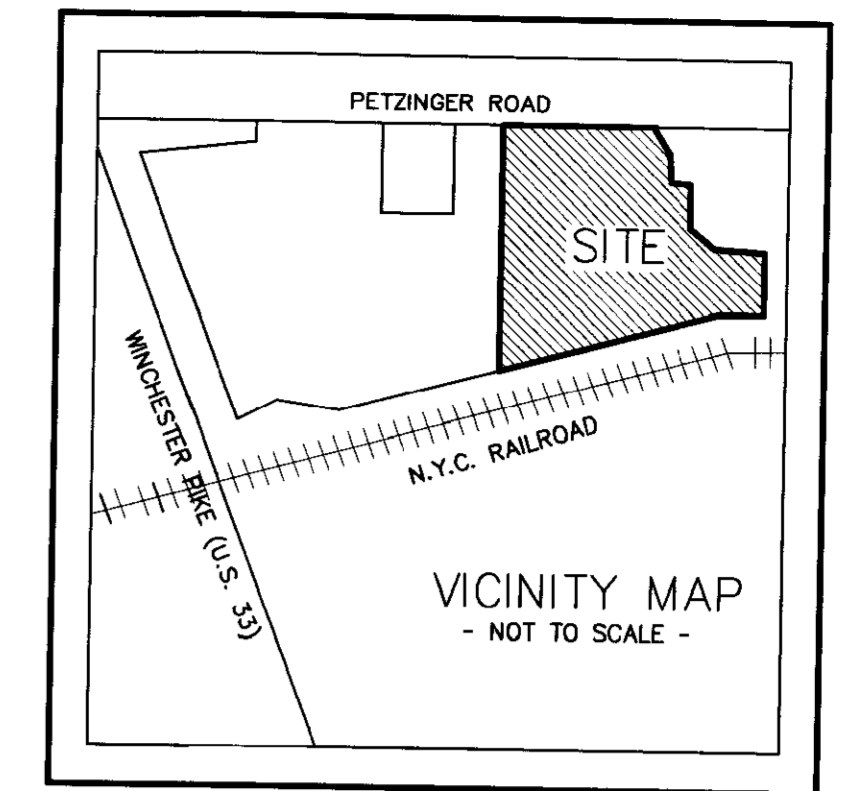 PETZINGER ROAD
SITE
WINCHESTER PIKE (U.S. 33)
N.Y.C. RAILROAD
VICINITY MAP
- NOT TO SCALE -